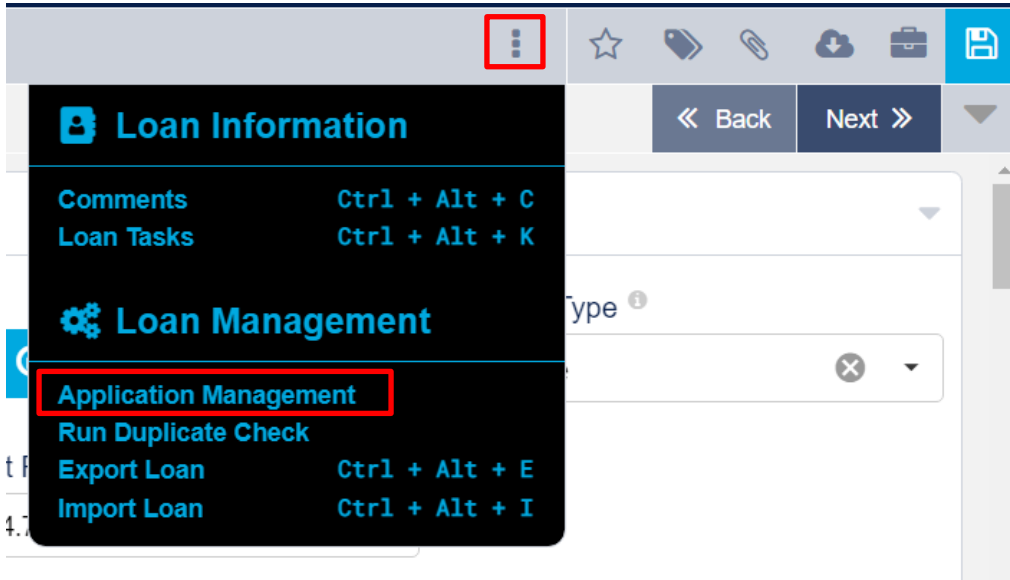 Back
Next
Loan Information
Comments Ctrl + Alt + C
Loan Tasks Ctrl + Alt + K
Type
Loan Management
Application Management
Run Duplicate Check
Export Loan Ctrl + Alt + E
Import Loan Ctrl + Alt + I